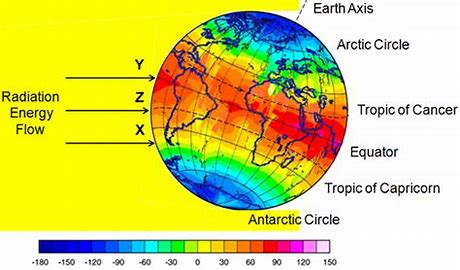 Earth Axis
Arctic Circle
Y
Z
X
Radiation
Energy
Flow
Tropic of Cancer
Equator
Tropic of Capricorn
Antarctic Circle
-180 -150 -120 -90 -60 -30 0 30 60 90 120 150